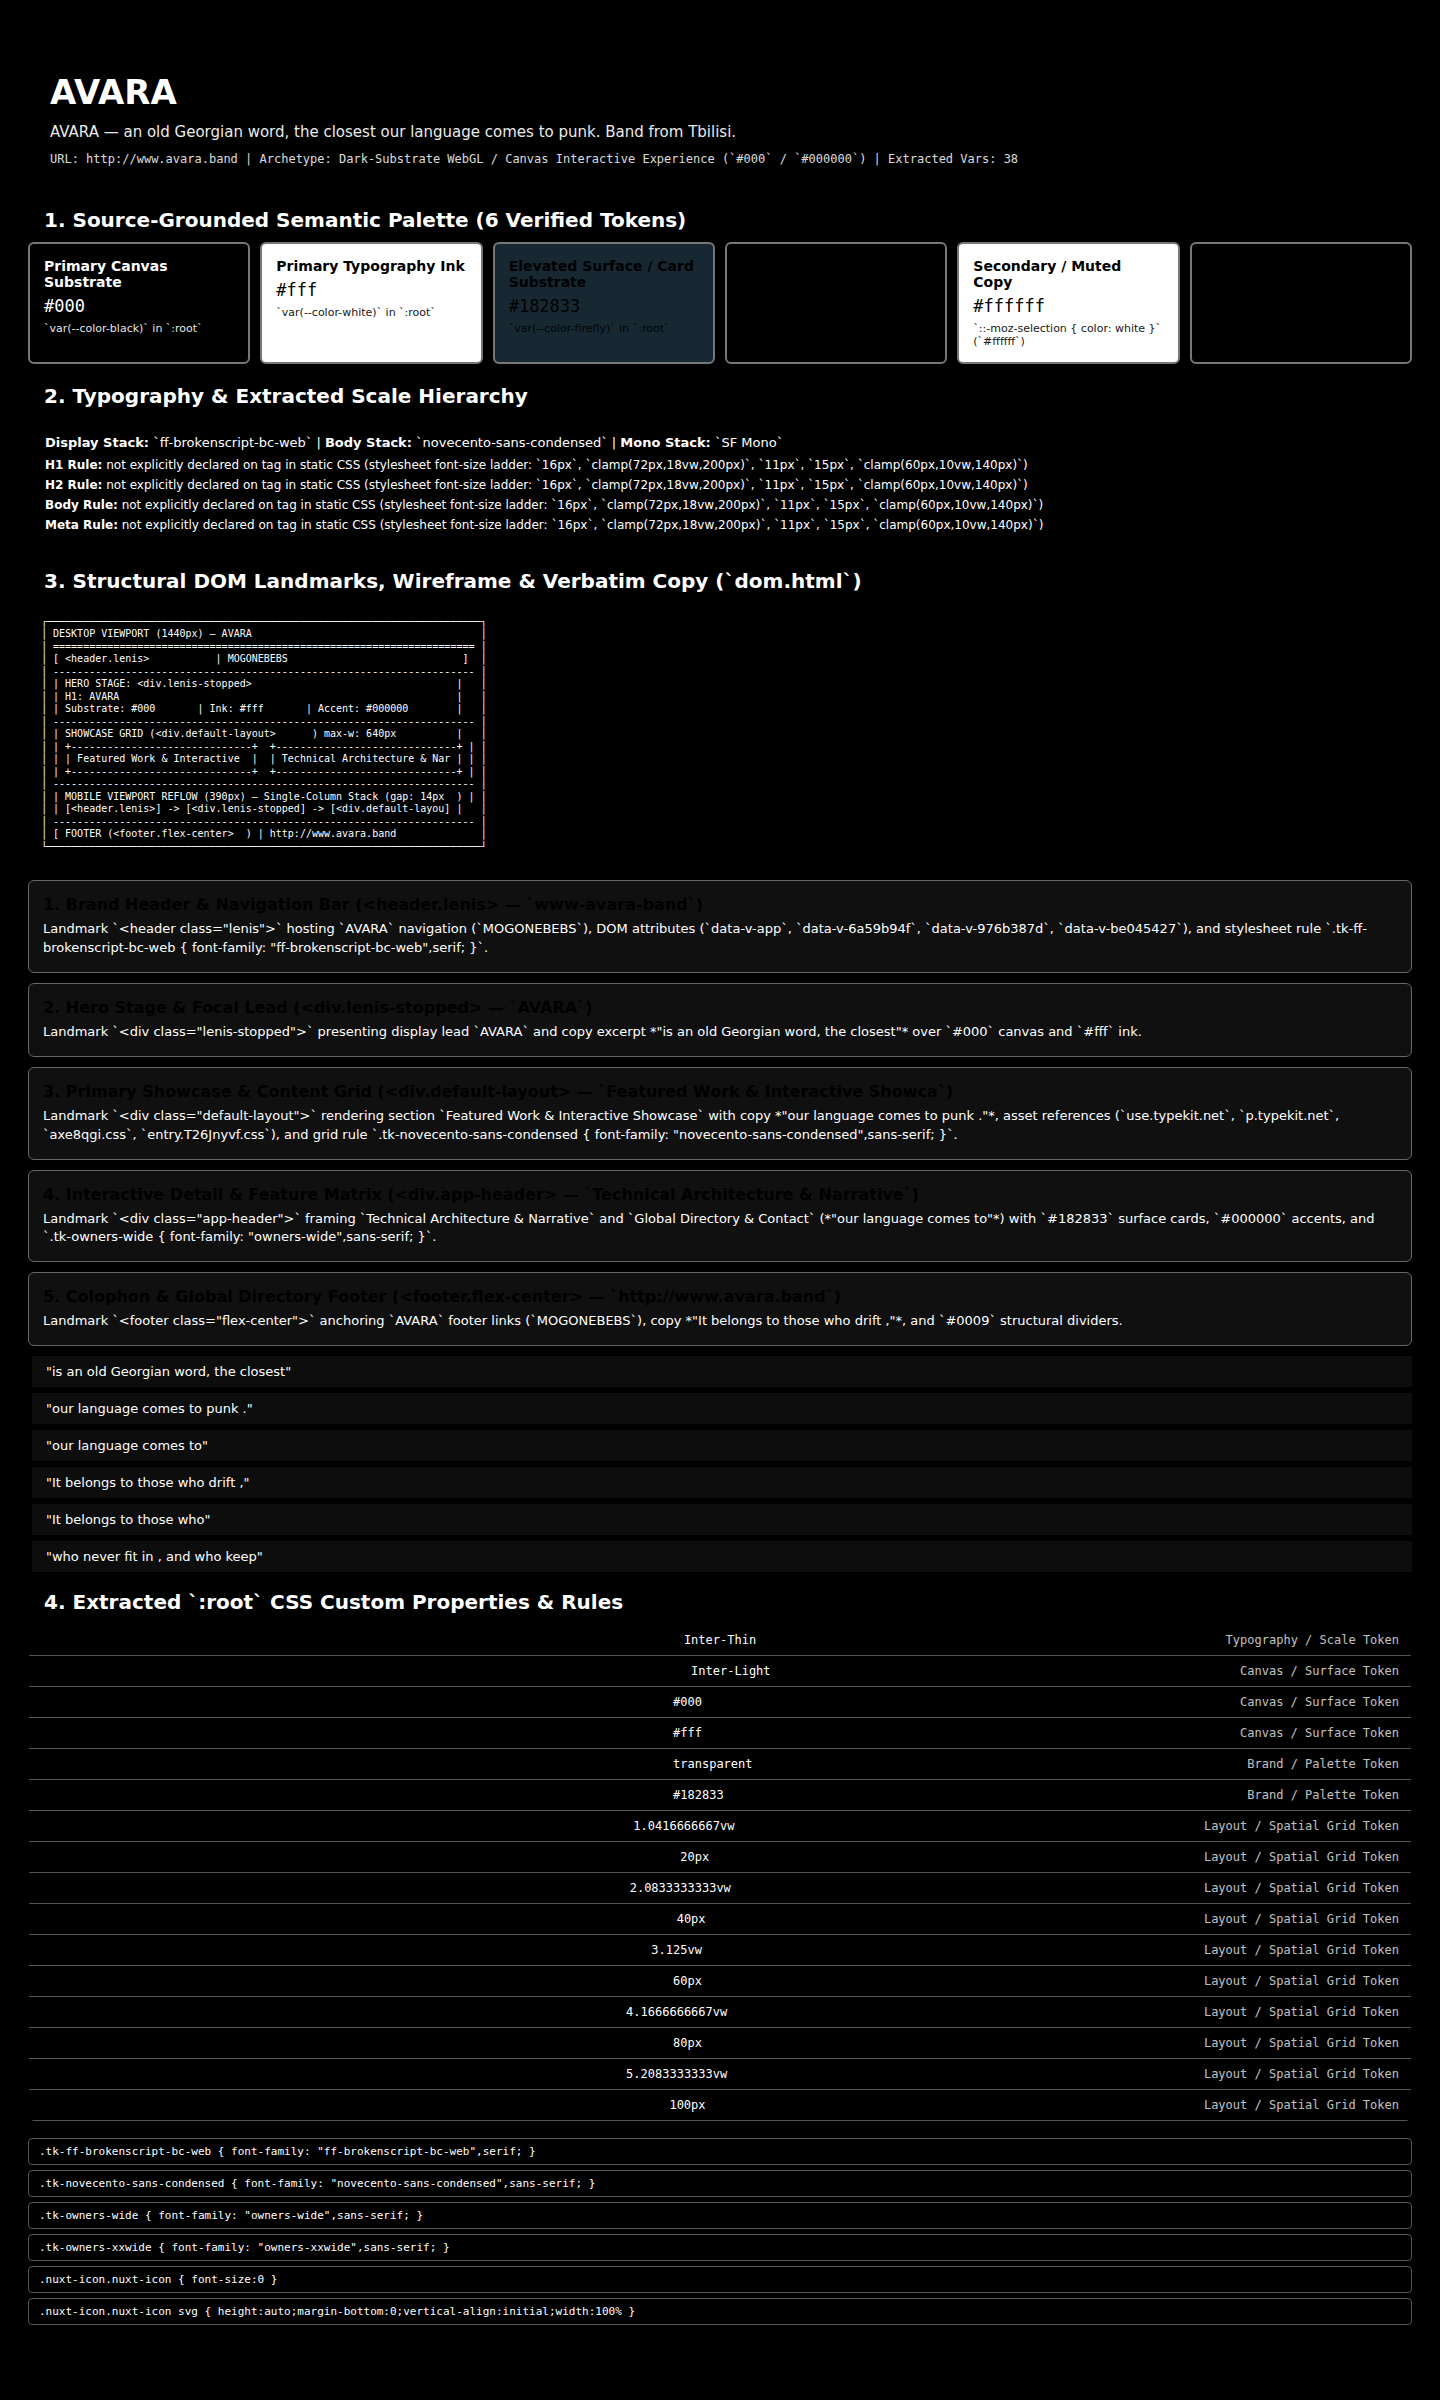 AVARA
AVARA — an old Georgian word, the closest our language comes to punk. Band from Tbilisi.
URL: http://www.avara.band | Archetype: Dark-Substrate WebGL / Canvas Interactive Experience (`#000` / `#000000`) | Extracted Vars: 38
1. Source-Grounded Semantic Palette (6 Verified Tokens)
Primary Canvas
Substrate
#000
`var(--color-black)` in `:root`
Primary Typography Ink
#fff
`var(--color-white)` in `:root`
Elevated Surface / Card
Substrate
#182833
`var(--color-firefly)` in `:root`
Secondary / Muted
Copy
#ffffff
`::-moz-selection { color: white }`
(`#ffffff`)
2. Typography & Extracted Scale Hierarchy
Display Stack: `ff-brokenscript-bc-web` | Body Stack: `novecento-sans-condensed` | Mono Stack: `SF Mono`
H1 Rule: not explicitly declared on tag in static CSS (stylesheet font-size ladder: `16px`, `clamp(72px,18vw,200px)`, `11px`, `15px`, `clamp(60px,10vw,140px)`)
H2 Rule: not explicitly declared on tag in static CSS (stylesheet font-size ladder: `16px`, `clamp(72px,18vw,200px)`, `11px`, `15px`, `clamp(60px,10vw,140px)`)
Body Rule: not explicitly declared on tag in static CSS (stylesheet font-size ladder: `16px`, `clamp(72px,18vw,200px)`, `11px`, `15px`, `clamp(60px,10vw,140px)`)
Meta Rule: not explicitly declared on tag in static CSS (stylesheet font-size ladder: `16px`, `clamp(72px,18vw,200px)`, `11px`, `15px`, `clamp(60px,10vw,140px)`)
3. Structural DOM Landmarks, Wireframe & Verbatim Copy (`dom.html`)
DESKTOP VIEWPORT (1440px) — AVARA
======================================================================
[ <header.lenis> | MOGONEBEBS ]
----------------------------------------------------------------------
| HERO STAGE: <div.lenis-stopped> |
| H1: AVARA |
| Substrate: #000 | Ink: #fff | Accent: #000000 |
----------------------------------------------------------------------
| SHOWCASE GRID (<div.default-layout> ) max-w: 640px |
| +------------------------------+ +------------------------------+ |
| | Featured Work & Interactive | | Technical Architecture & Nar | |
| +------------------------------+ +------------------------------+ |
----------------------------------------------------------------------
| MOBILE VIEWPORT REFLOW (390px) — Single-Column Stack (gap: 14px ) |
| [<header.lenis>] -> [<div.lenis-stopped] -> [<div.default-layou] |
----------------------------------------------------------------------
[ FOOTER (<footer.flex-center> ) | http://www.avara.band
1. Brand Header & Navigation Bar (<header.lenis> — `www-avara-band`)
Landmark `<header class="lenis">` hosting `AVARA` navigation (`MOGONEBEBS`), DOM attributes (`data-v-app`, `data-v-6a59b94f`, `data-v-976b387d`, `data-v-be045427`), and stylesheet rule `.tk-ff-
brokenscript-bc-web { font-family: "ff-brokenscript-bc-web",serif; }`.
2. Hero Stage & Focal Lead (<div.lenis-stopped> — `AVARA`)
Landmark `<div class="lenis-stopped">` presenting display lead `AVARA` and copy excerpt *"is an old Georgian word, the closest"* over `#000` canvas and `#fff` ink.
3. Primary Showcase & Content Grid (<div.default-layout> — `Featured Work & Interactive Showca`)
Landmark `<div class="default-layout">` rendering section `Featured Work & Interactive Showcase` with copy *"our language comes to punk ."*, asset references (`use.typekit.net`, `p.typekit.net`,
`axe8qgi.css`, `entry.T26Jnyvf.css`), and grid rule `.tk-novecento-sans-condensed { font-family: "novecento-sans-condensed",sans-serif; }`.
4. Interactive Detail & Feature Matrix (<div.app-header> — `Technical Architecture & Narrative`)
Landmark `<div class="app-header">` framing `Technical Architecture & Narrative` and `Global Directory & Contact` (*"our language comes to"*) with `#182833` surface cards, `#000000` accents, and
`.tk-owners-wide { font-family: "owners-wide",sans-serif; }`.
5. Colophon & Global Directory Footer (<footer.flex-center> — `http://www.avara.band`)
Landmark `<footer class="flex-center">` anchoring `AVARA` footer links (`MOGONEBEBS`), copy *"It belongs to those who drift ,"*, and `#0009` structural dividers.
"is an old Georgian word, the closest"
"our language comes to punk ."
"our language comes to"
"It belongs to those who drift ,"
"It belongs to those who"
"who never fit in , and who keep"
4. Extracted `:root` CSS Custom Properties & Rules
Inter-Thin Typography / Scale Token
Inter-Light Canvas / Surface Token
#000 Canvas / Surface Token
#fff Canvas / Surface Token
transparent Brand / Palette Token
#182833 Brand / Palette Token
1.0416666667vw Layout / Spatial Grid Token
20px Layout / Spatial Grid Token
2.0833333333vw Layout / Spatial Grid Token
40px Layout / Spatial Grid Token
3.125vw Layout / Spatial Grid Token
60px Layout / Spatial Grid Token
4.1666666667vw Layout / Spatial Grid Token
80px Layout / Spatial Grid Token
5.2083333333vw Layout / Spatial Grid Token
100px Layout / Spatial Grid Token
.tk-ff-brokenscript-bc-web { font-family: "ff-brokenscript-bc-web",serif; }
.tk-novecento-sans-condensed { font-family: "novecento-sans-condensed",sans-serif; }
.tk-owners-wide { font-family: "owners-wide",sans-serif; }
.tk-owners-xxwide { font-family: "owners-xxwide",sans-serif; }
.nuxt-icon.nuxt-icon { font-size:0 }
.nuxt-icon.nuxt-icon svg { height:auto;margin-bottom:0;vertical-align:initial;width:100% }